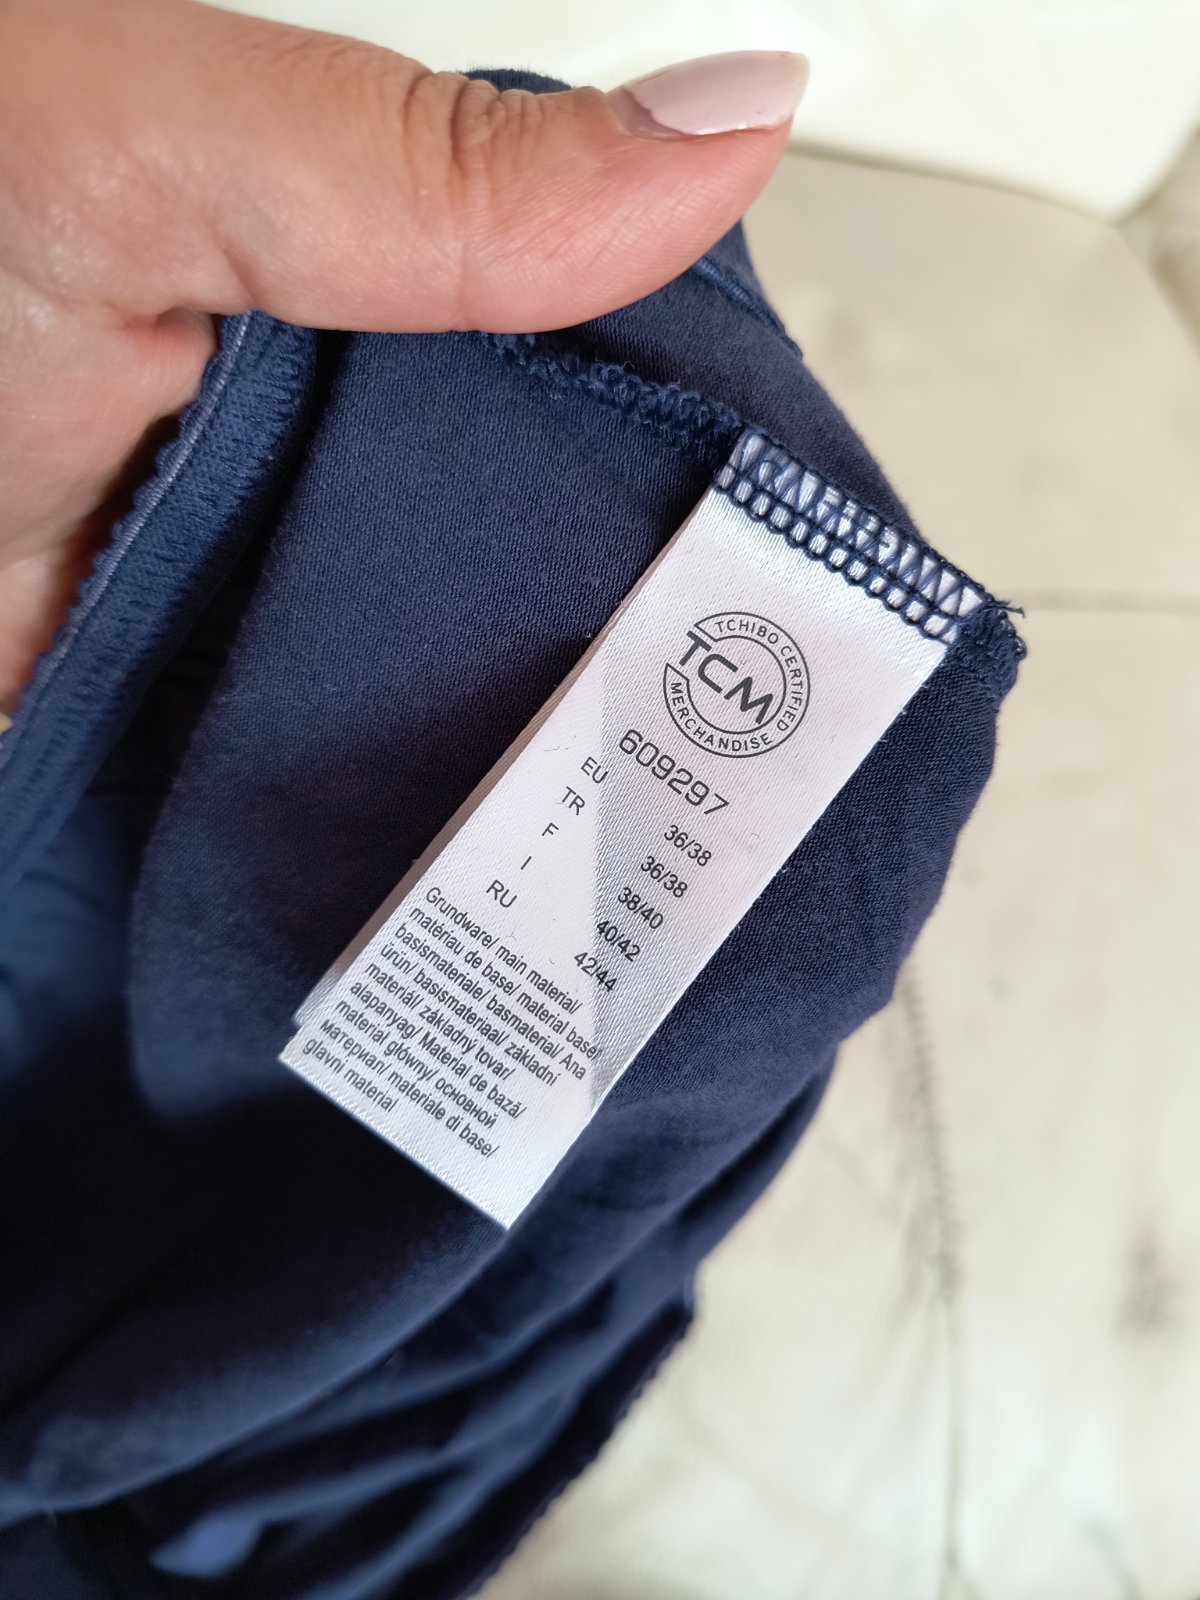 TCHIBO CERTIFIED
TCM
MERCHANDISE
609297
EU 36/38
TR 36/38
F 38/40
I 40/42
RU 42/44
Grundware/ main material/
matériau de base/ material base/
basismateriale/ basmaterial/ Ana
ürün/ basismateriaal/ základní
materiál/ základný tovar/
alapanyag/ Material de bază/
materiał główny/ основной
материал/ materiale di base/
glavni material/